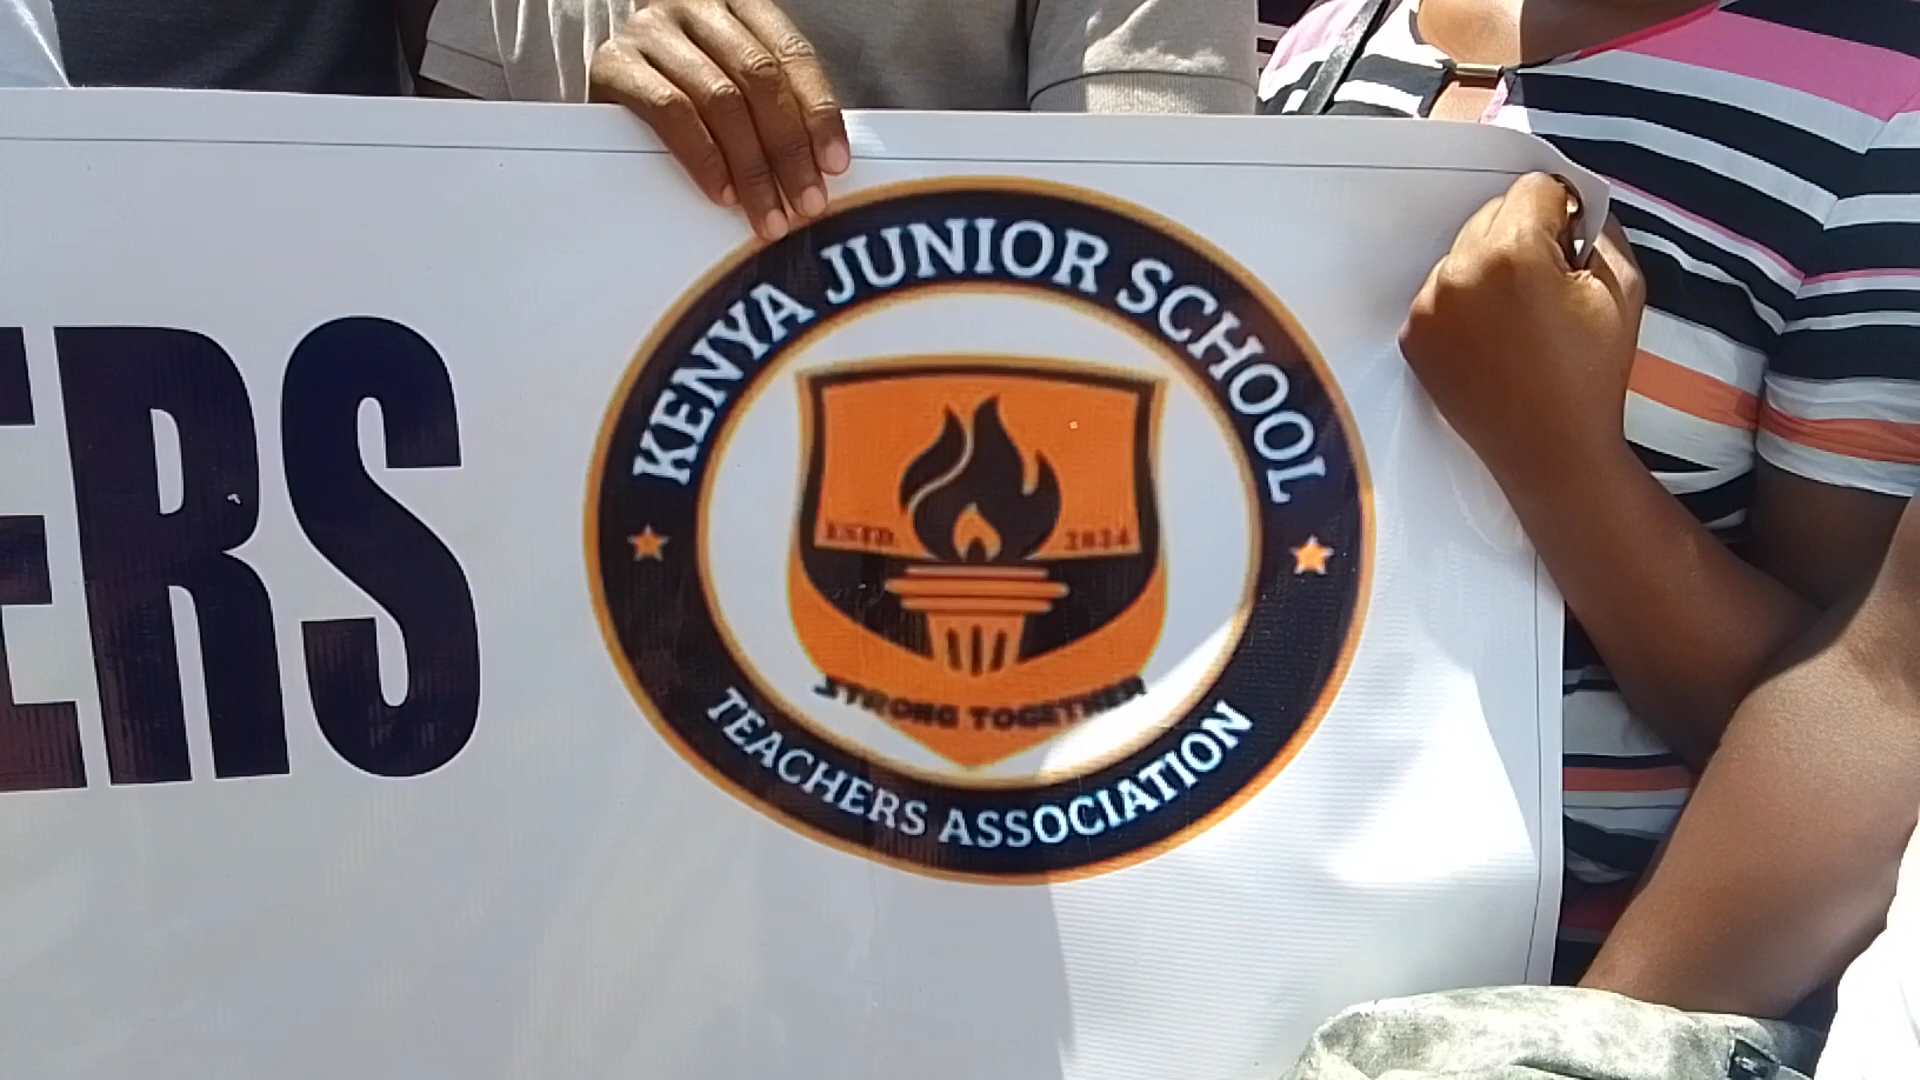 ERS
KENYA JUNIOR SCHOOL
ESTD. 2024
STRONG TOGETHER
TEACHERS ASSOCIATION